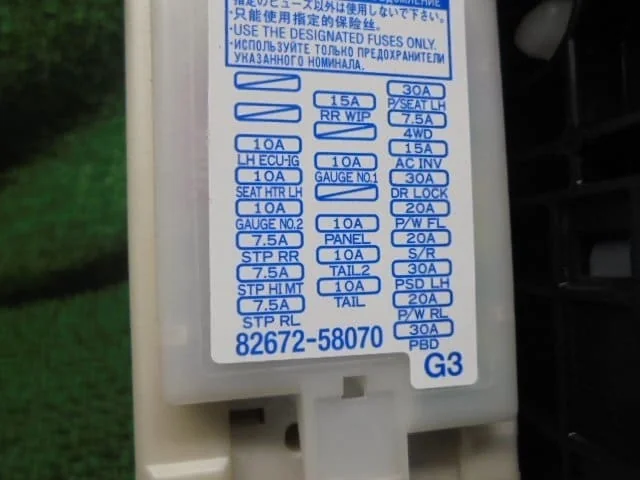 指定のヒューズ以外は使用しないで下さい。
・只能使用指定的保险丝。
・USE THE DESIGNATED FUSES ONLY.
・ИСПОЛЬЗУЙТЕ ТОЛЬКО ПРЕДОХРАНИТЕЛИ
УКАЗАННОГО НОМИНАЛА.
10A
LH ECU-IG
10A
SEAT HTR LH
10A
GAUGE NO.2
7.5A
STP RR
7.5A
STP HIMT
7.5A
STP RL
15A
RR WIP
10A
GAUGE NO.1
10A
PANEL
10A
TAIL2
10A
TAIL
30A
P/SEAT LH
7.5A
4WD
15A
AC INV
30A
DR LOCK
20A
P/W FL
20A
S/R
30A
PSD LH
20A
P/W RL
30A
PBD
82672-58070
G3